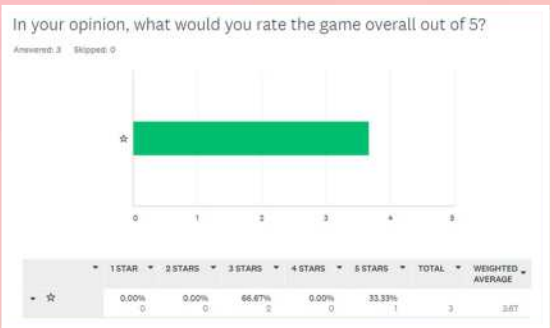 In your opinion, what would you rate the game overall out of 5?
Answered: 3 Skipped: 0
☆
0 1 2 3 4 5
1 STAR 2 STARS 3 STARS 4 STARS 5 STARS TOTAL WEIGHTED AVERAGE
☆ 0.00% 0.00% 66.67% 0.00% 33.33%
0 0 2 0 1 3 3.67